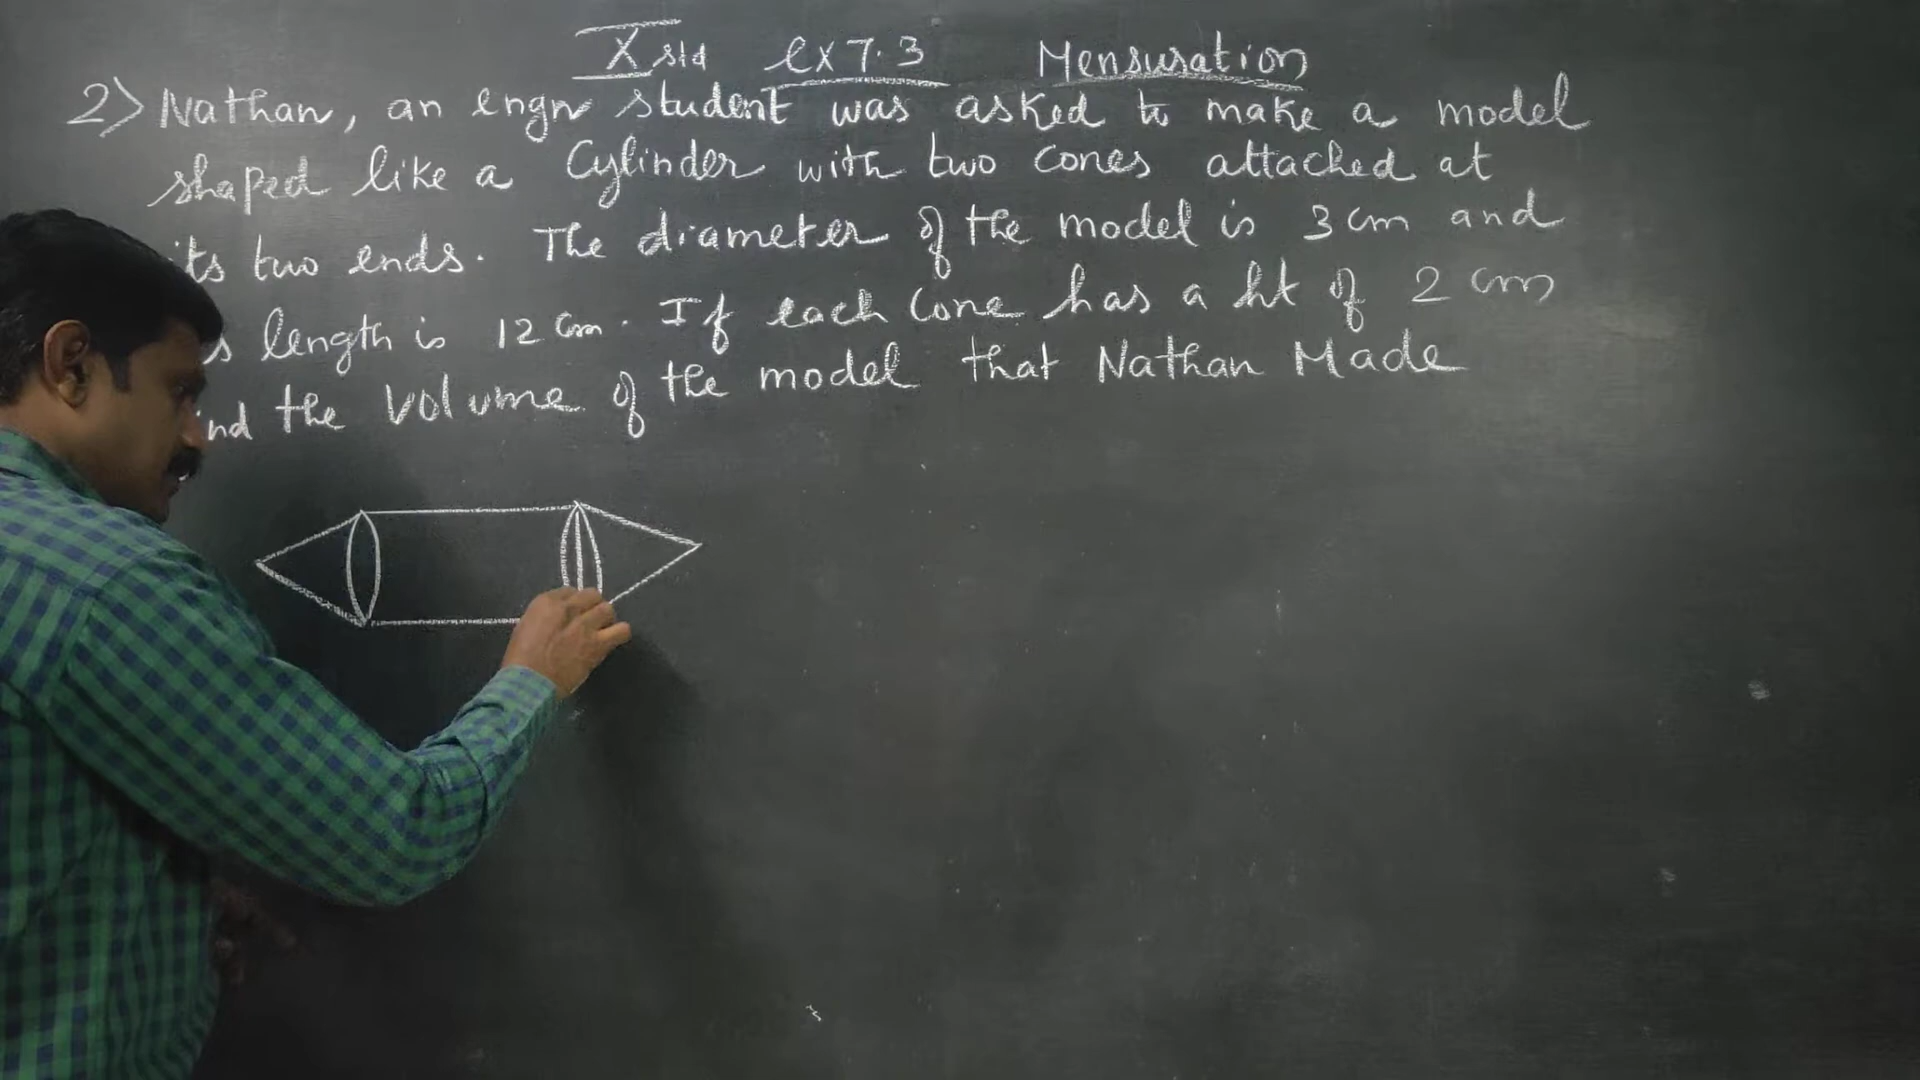 X std ex 7.3 Mensuration
2) Nathan, an engr student was asked to make a model
shaped like a Cylinder with two cones attached at
its two ends. The diameter of the model is 3 cm and
length is 12 cm. If each Cone has a ht of 2 cm
the Volume of the model that Nathan Made